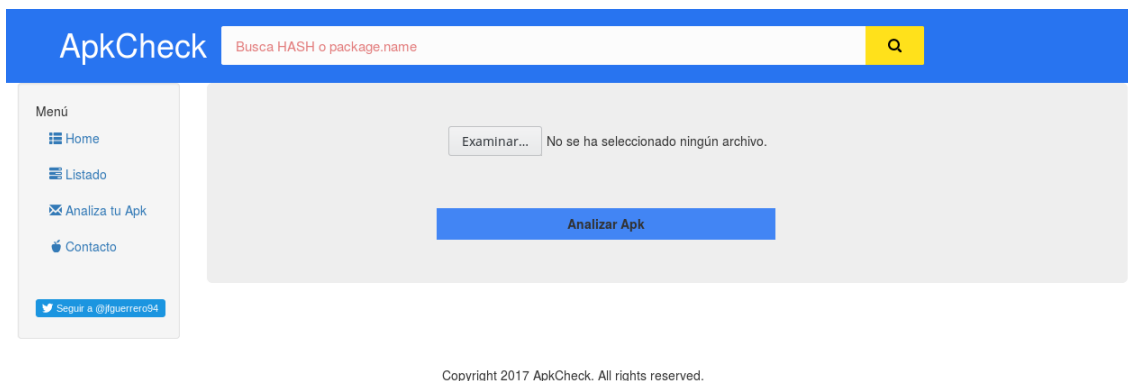 ApkCheck
Busca HASH o package.name
Menú
Home
Listado
Analiza tu Apk
Contacto
Seguir a @jfguerrero94
Examinar...
No se ha seleccionado ningún archivo.
Analizar Apk
Copyright 2017 ApkCheck. All rights reserved.